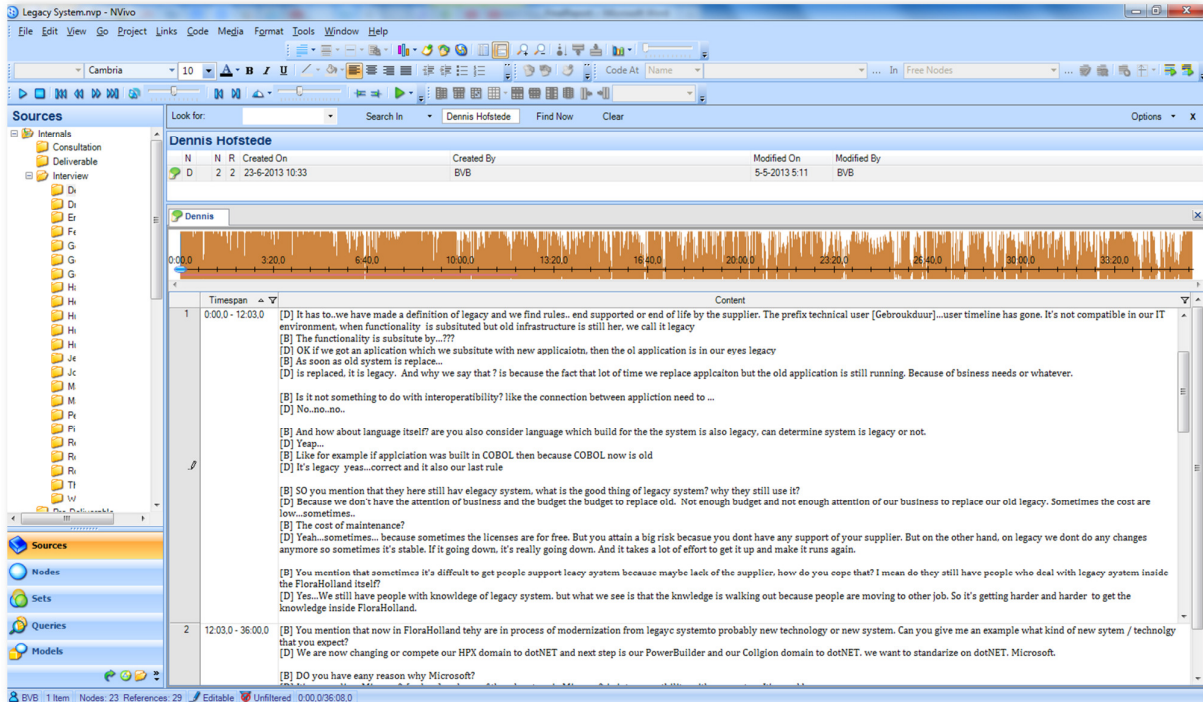 Legacy System.nvp - NVivo
File Edit View Go Project Links Code Media Format Tools Window Help
Cambria 10 A B I U Code At Name In Free Nodes
Sources
Look for: Search In Dennis Hofstede Find Now Clear Options x
Internals
Consultation
Deliverable
Interview
De
De
Er
Fe
G
G
G
Ha
He
Hi
Hi
Hi
Je
Jc
M
M
Pe
Pi
Ri
Ri
Ri
Tf
W
Dennis Hofstede
N N R Created On Created By Modified On Modified By
D 2 2 23-6-2013 10:33 BVB 5-5-2013 5:11 BVB
Dennis
0:00,0 3:20,0 6:40,0 10:00,0 13:20,0 16:40,0 20:00,0 23:20,0 26:40,0 30:00,0 33:20,0
Timespan Content
1 0:00,0 - 12:03,0 [D] It has to..we have made a definition of legacy and we find rules.. end supported or end of life by the supplier. The prefix technical user [Gebroukduur]...user timeline has gone. It's not compatible in our IT
environment, when functionality is subsituted but old infrastructure is still her, we call it legacy
[B] The functionality is subsitute by...???
[D] OK if we got an aplication which we subsitute with new applicaiotn, then the ol application is in our eyes legacy
[B] As soon as old system is replace...
[D] is replaced, it is legacy. And why we say that ? is because the fact that lot of time we replace applcaiton but the old application is still running. Because of bsiness needs or whatever.
[B] Is it not something to do with interoperatibility? like the connection between appliction need to ...
[D] No..no..no..
[B] And how about language itself? are you also consider language which build for the the system is also legacy, can determine system is legacy or not.
[D] Yeap...
[B] Like for example if applciation was built in COBOL then because COBOL now is old
[D] It's legacy yeas...correct and it also our last rule
[B] SO you mention that they here still hav elegacy system, what is the good thing of legacy system? why they still use it?
[D] Because we don't have the attention of business and the budget the budget to replace old. Not enough budget and not enough attention of our business to replace our old legacy. Sometimes the cost are
low...sometimes..
[B] The cost of maintenance?
[D] Yeah...sometimes... because sometimes the licenses are for free. But you attain a big risk becasue you dont have any support of your supplier. But on the other hand, on legacy we dont do any changes
anymore so sometimes it's stable. If it going down, it's really going down. And it takes a lot of effort to get it up and make it runs again.
[B] You mention that sometimes it's diffcult to get people support leacy system because maybe lack of the supplier, how do you cope that? I mean do they still have people who deal with legacy system inside
the FloraHolland itself?
[D] Yes...We still have people with knowldege of legacy system. but what we see is that the knwledge is walking out because people are moving to other job. So it's getting harder and harder to get the
knowledge inside FloraHolland.
2 12:03,0 - 36:00,0 [B] You mention that now in FloraHolland tehy are in process of modernization from legayc systemto probably new technology or new system. Can you give me an example what kind of new sytem / technolgy
that you expect?
[D] We are now changing or compete our HPX domain to dotNET and next step is our PowerBuilder and our Collgion domain to dotNET. we want to standarize on dotNET. Microsoft.
[B] DO you have eany reason why Microsoft?
Sources
Nodes
Sets
Queries
Models
BVB 1 Item Nodes: 23 References: 29 Editable Unfiltered 0:00,0/36:08,0